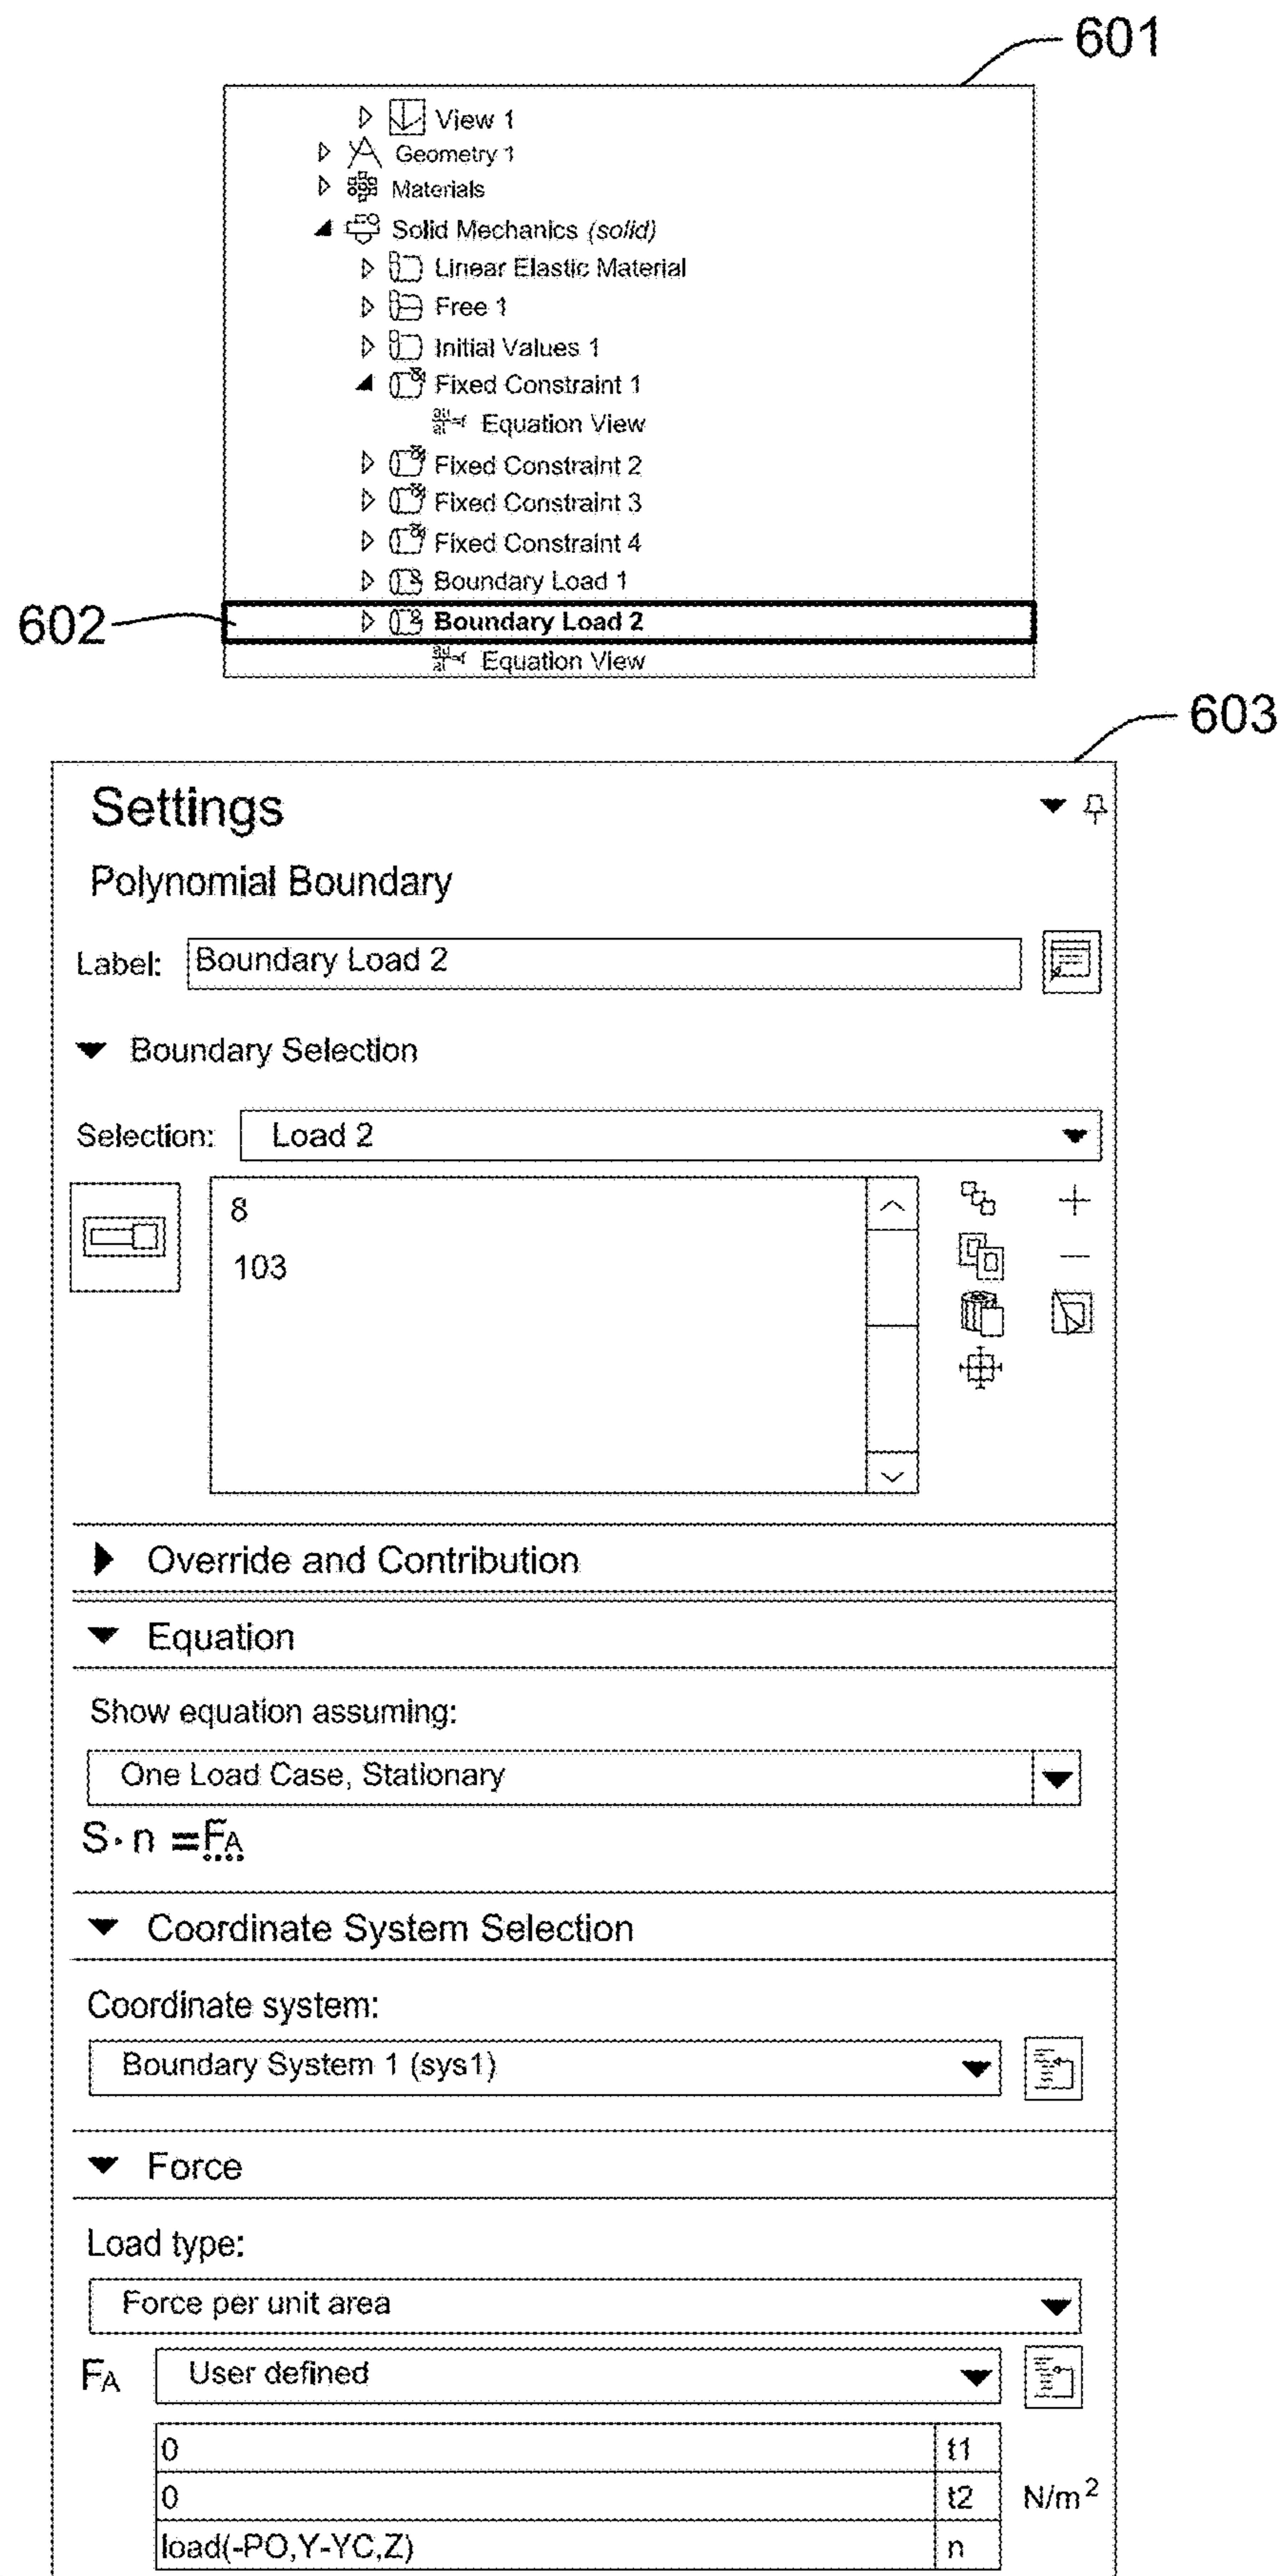 601
View 1
Geometry 1
Materials
Solid Mechanics (solid)
Linear Elastic Material
Free 1
Initial Values 1
Fixed Constraint 1
Equation View
Fixed Constraint 2
Fixed Constraint 3
Fixed Constraint 4
Boundary Load 1
602
Boundary Load 2
Equation View
603
Settings
Polynomial Boundary
Label: Boundary Load 2
Boundary Selection
Selection: Load 2
8
103
Override and Contribution
Equation
Show equation assuming:
One Load Case, Stationary
S · n = FA
Coordinate System Selection
Coordinate system:
Boundary System 1 (sys1)
Force
Load type:
Force per unit area
FA User defined
0 t1
0 t2 N/m²
load(-PO,Y-YC,Z) n